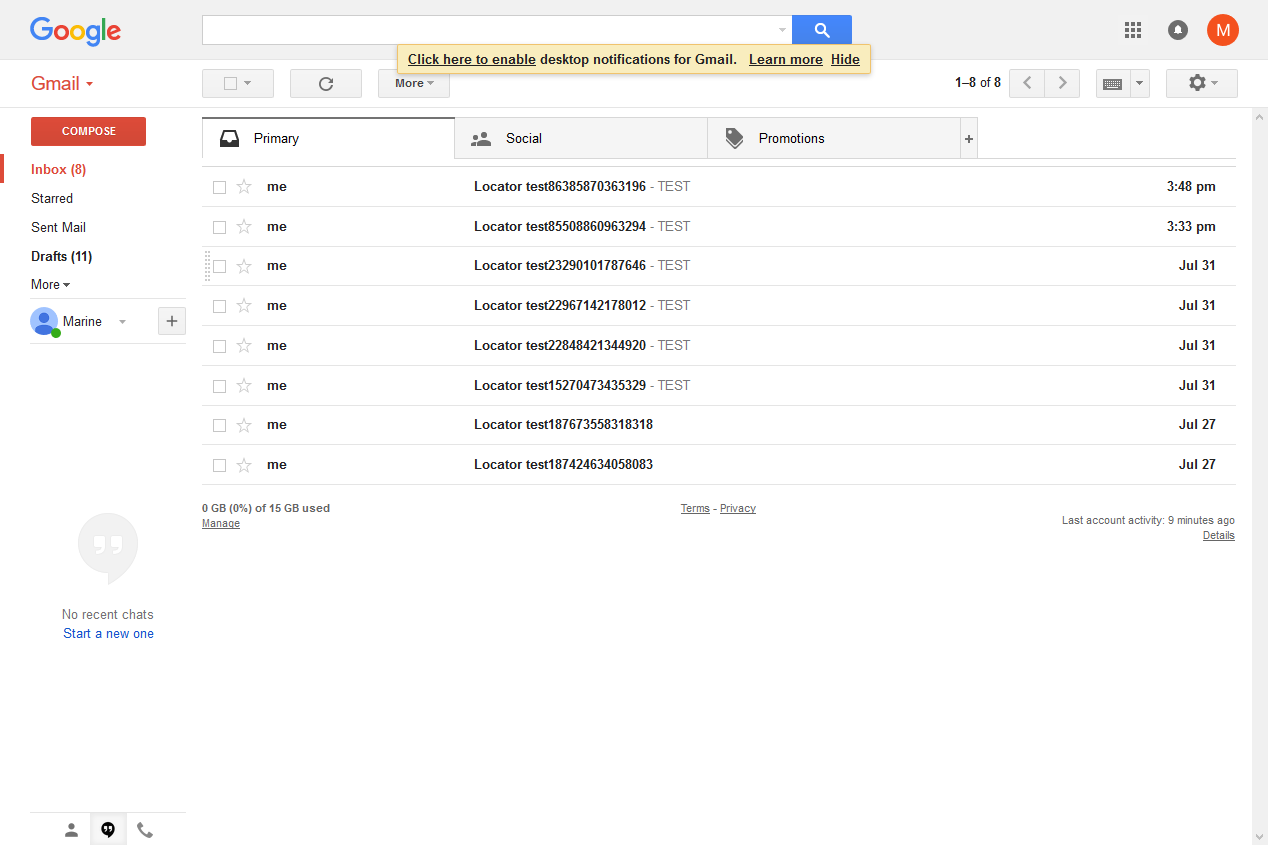 Google
M
Click here to enable desktop notifications for Gmail. Learn more Hide
Gmail
More
1–8 of 8
COMPOSE
Primary
Social
Promotions
+
Inbox (8)
Starred
Sent Mail
Drafts (11)
More
Marine
+
me Locator test86385870363196 - TEST 3:48 pm
me Locator test85508860963294 - TEST 3:33 pm
me Locator test23290101787646 - TEST Jul 31
me Locator test22967142178012 - TEST Jul 31
me Locator test22848421344920 - TEST Jul 31
me Locator test15270473435329 - TEST Jul 31
me Locator test187673558318318 Jul 27
me Locator test187424634058083 Jul 27
0 GB (0%) of 15 GB used
Manage
Terms - Privacy
Last account activity: 9 minutes ago
Details
No recent chats
Start a new one